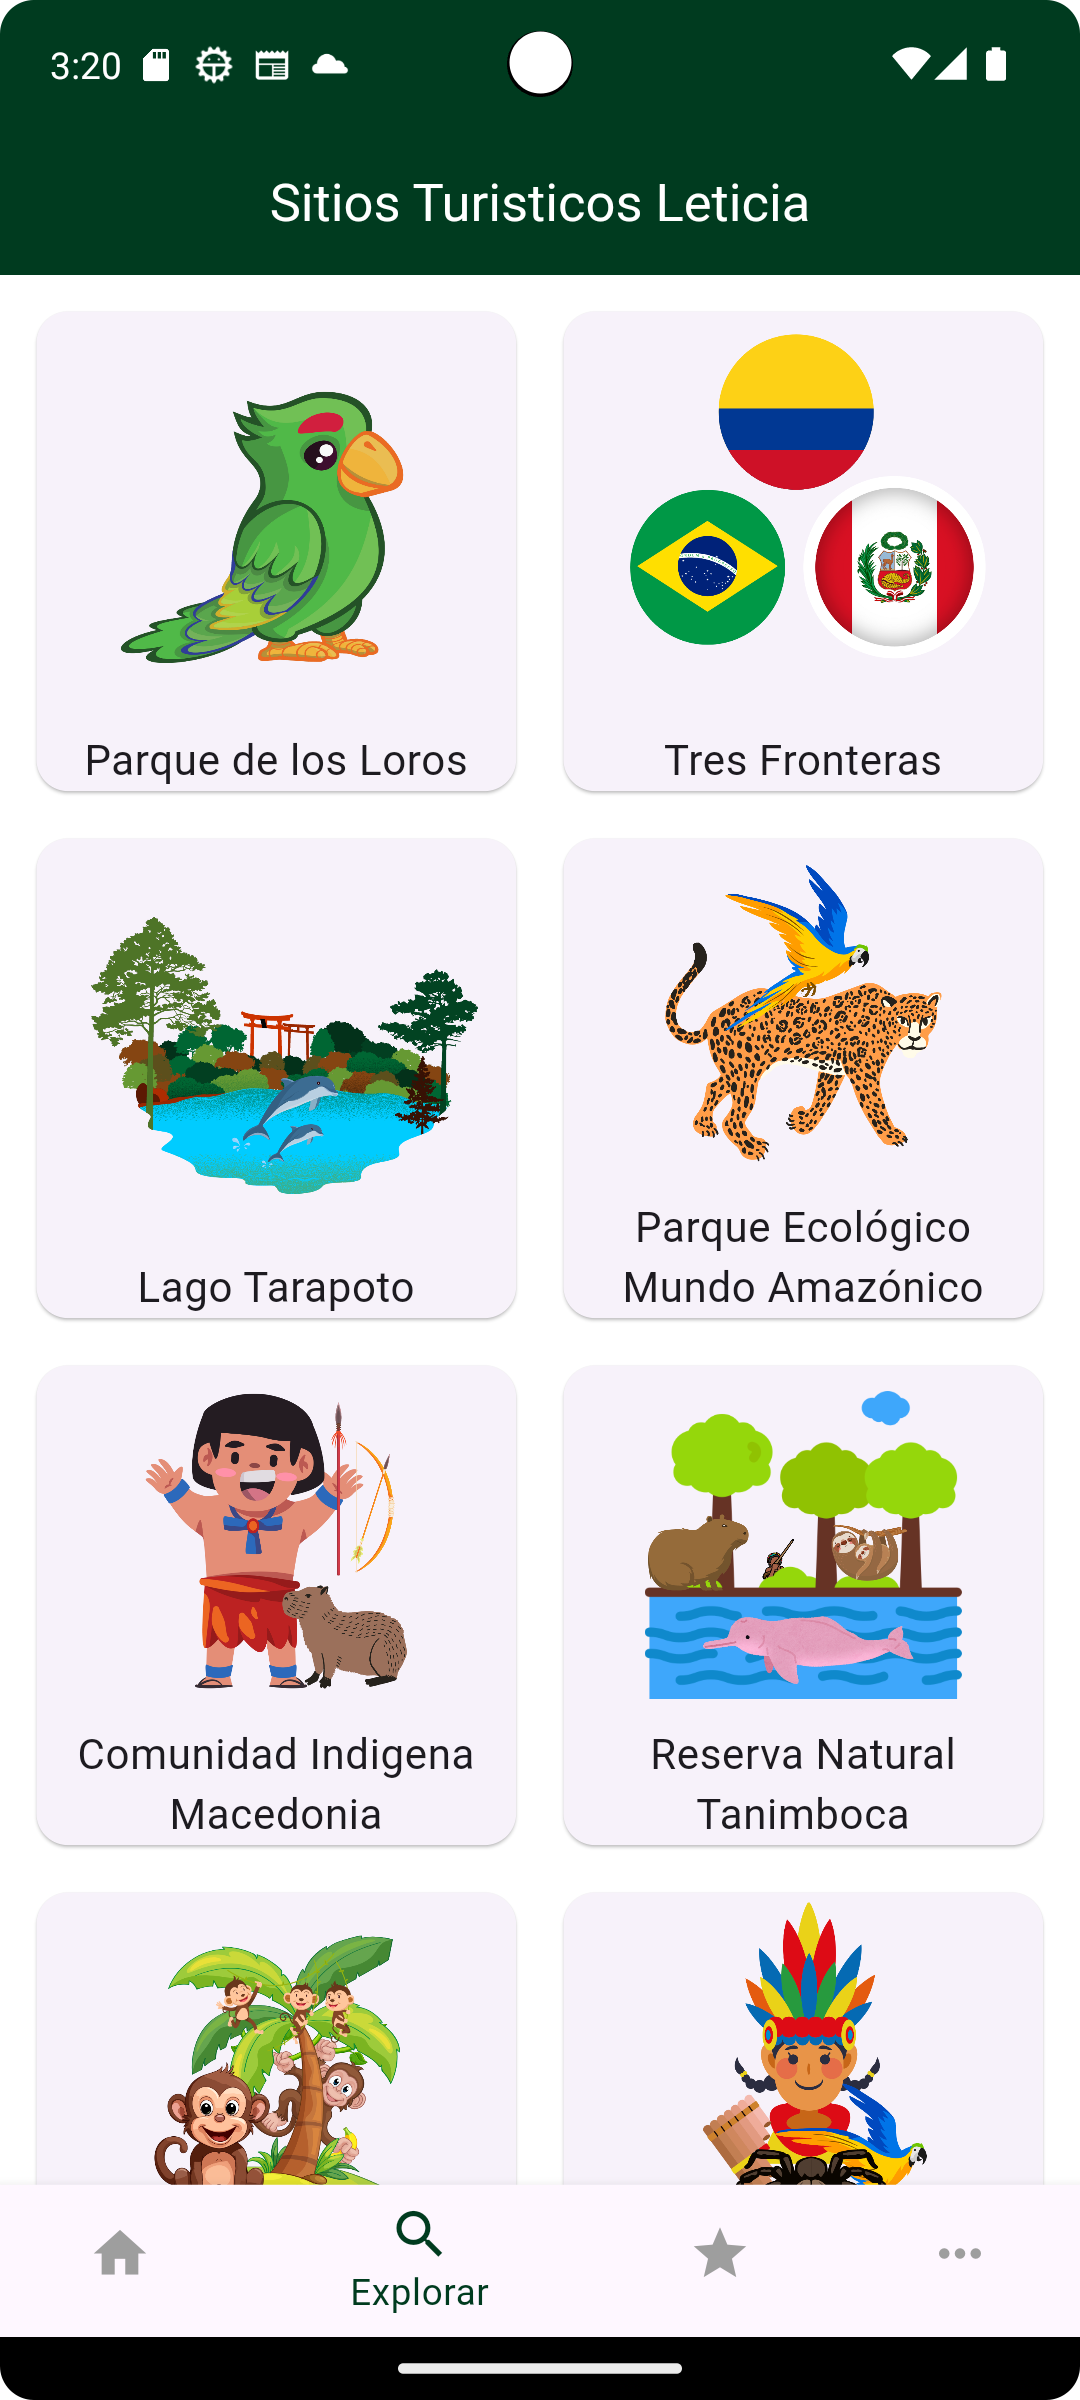 3:20
Sitios Turisticos Leticia
Parque de los Loros
Tres Fronteras
Lago Tarapoto
Parque Ecológico
Mundo Amazónico
Comunidad Indigena
Macedonia
Reserva Natural
Tanimboca
Explorar